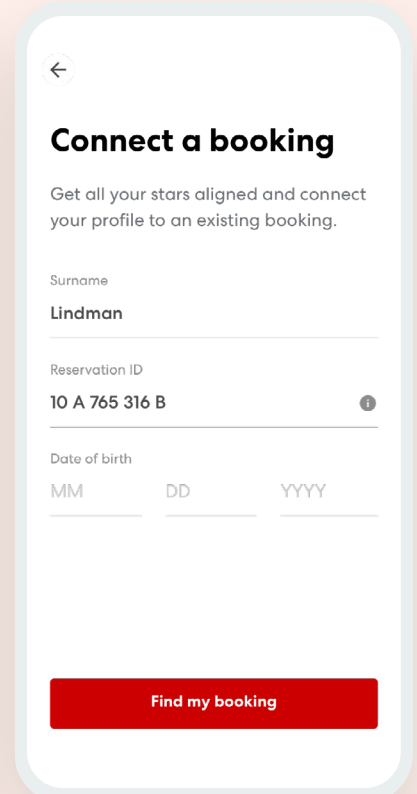 Connect a booking
Get all your stars aligned and connect
your profile to an existing booking.
Surname
Lindman
Reservation ID
10 A 765 316 B
i
Date of birth
MM DD YYYY
Find my booking